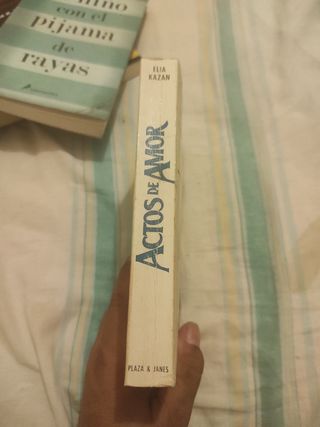 niño
con el
pijama
de
rayas
ELIA
KAZAN
ACTOS DE AMOR
PLAZA & JANES